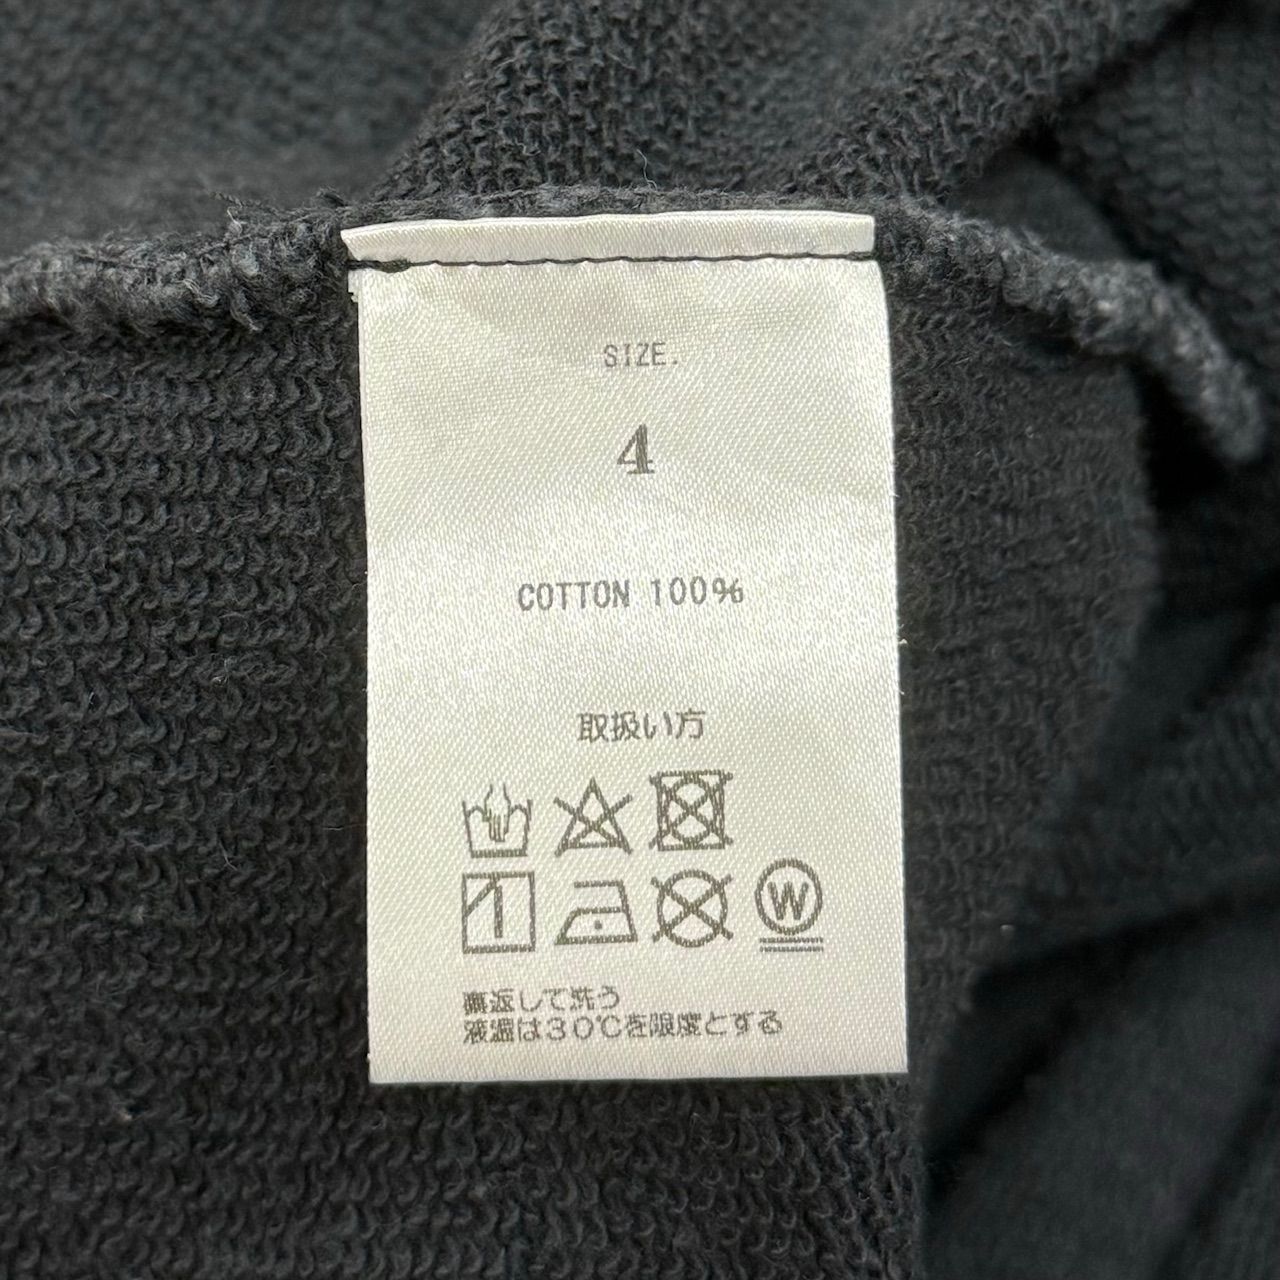 SIZE.
4
COTTON 100%
取扱い方
W
裏返して洗う
液温は30℃を限度とする